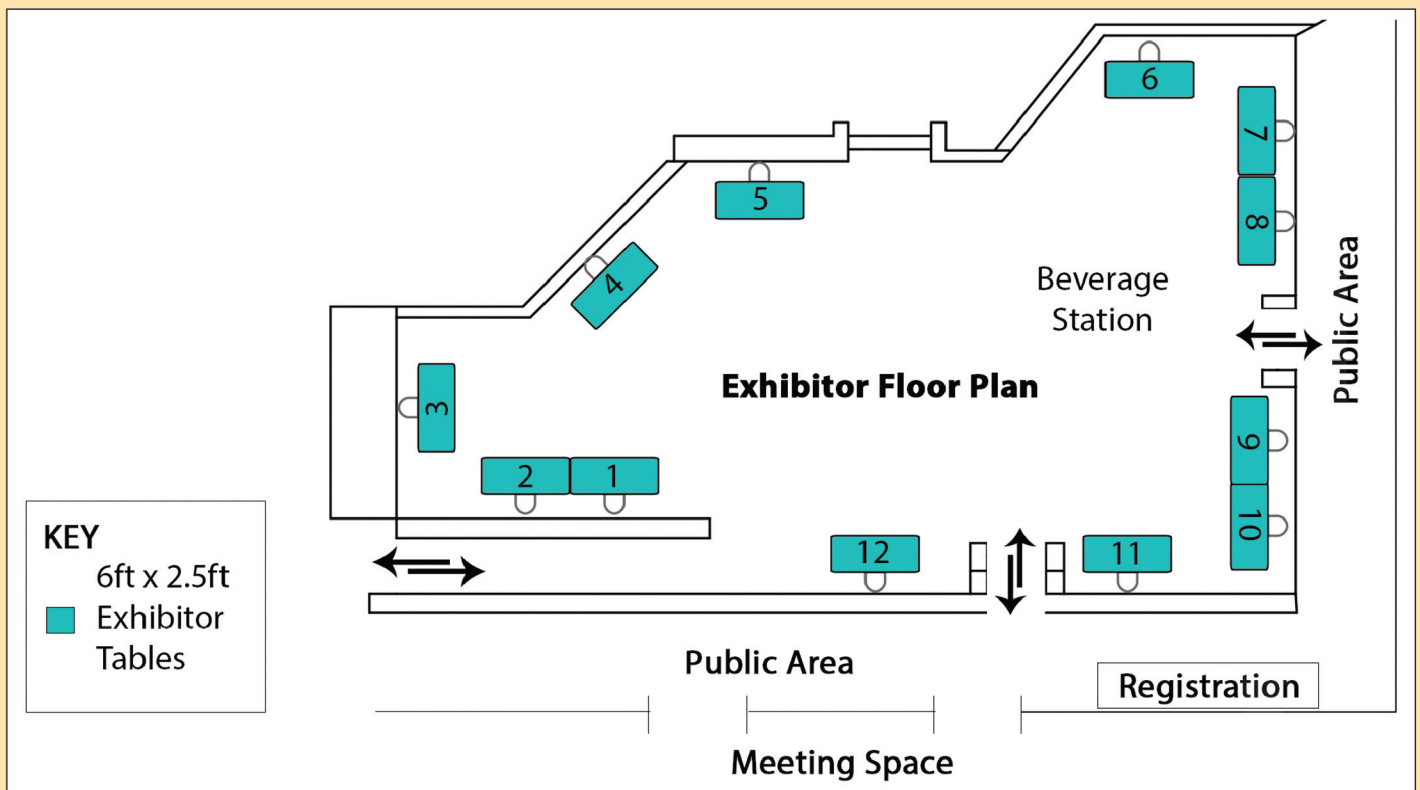 6
7
5
8
4
Beverage
Station
Public Area
Exhibitor Floor Plan
3
9
2
1
10
KEY
6ft x 2.5ft
Exhibitor
Tables
12
11
Public Area
Registration
Meeting Space